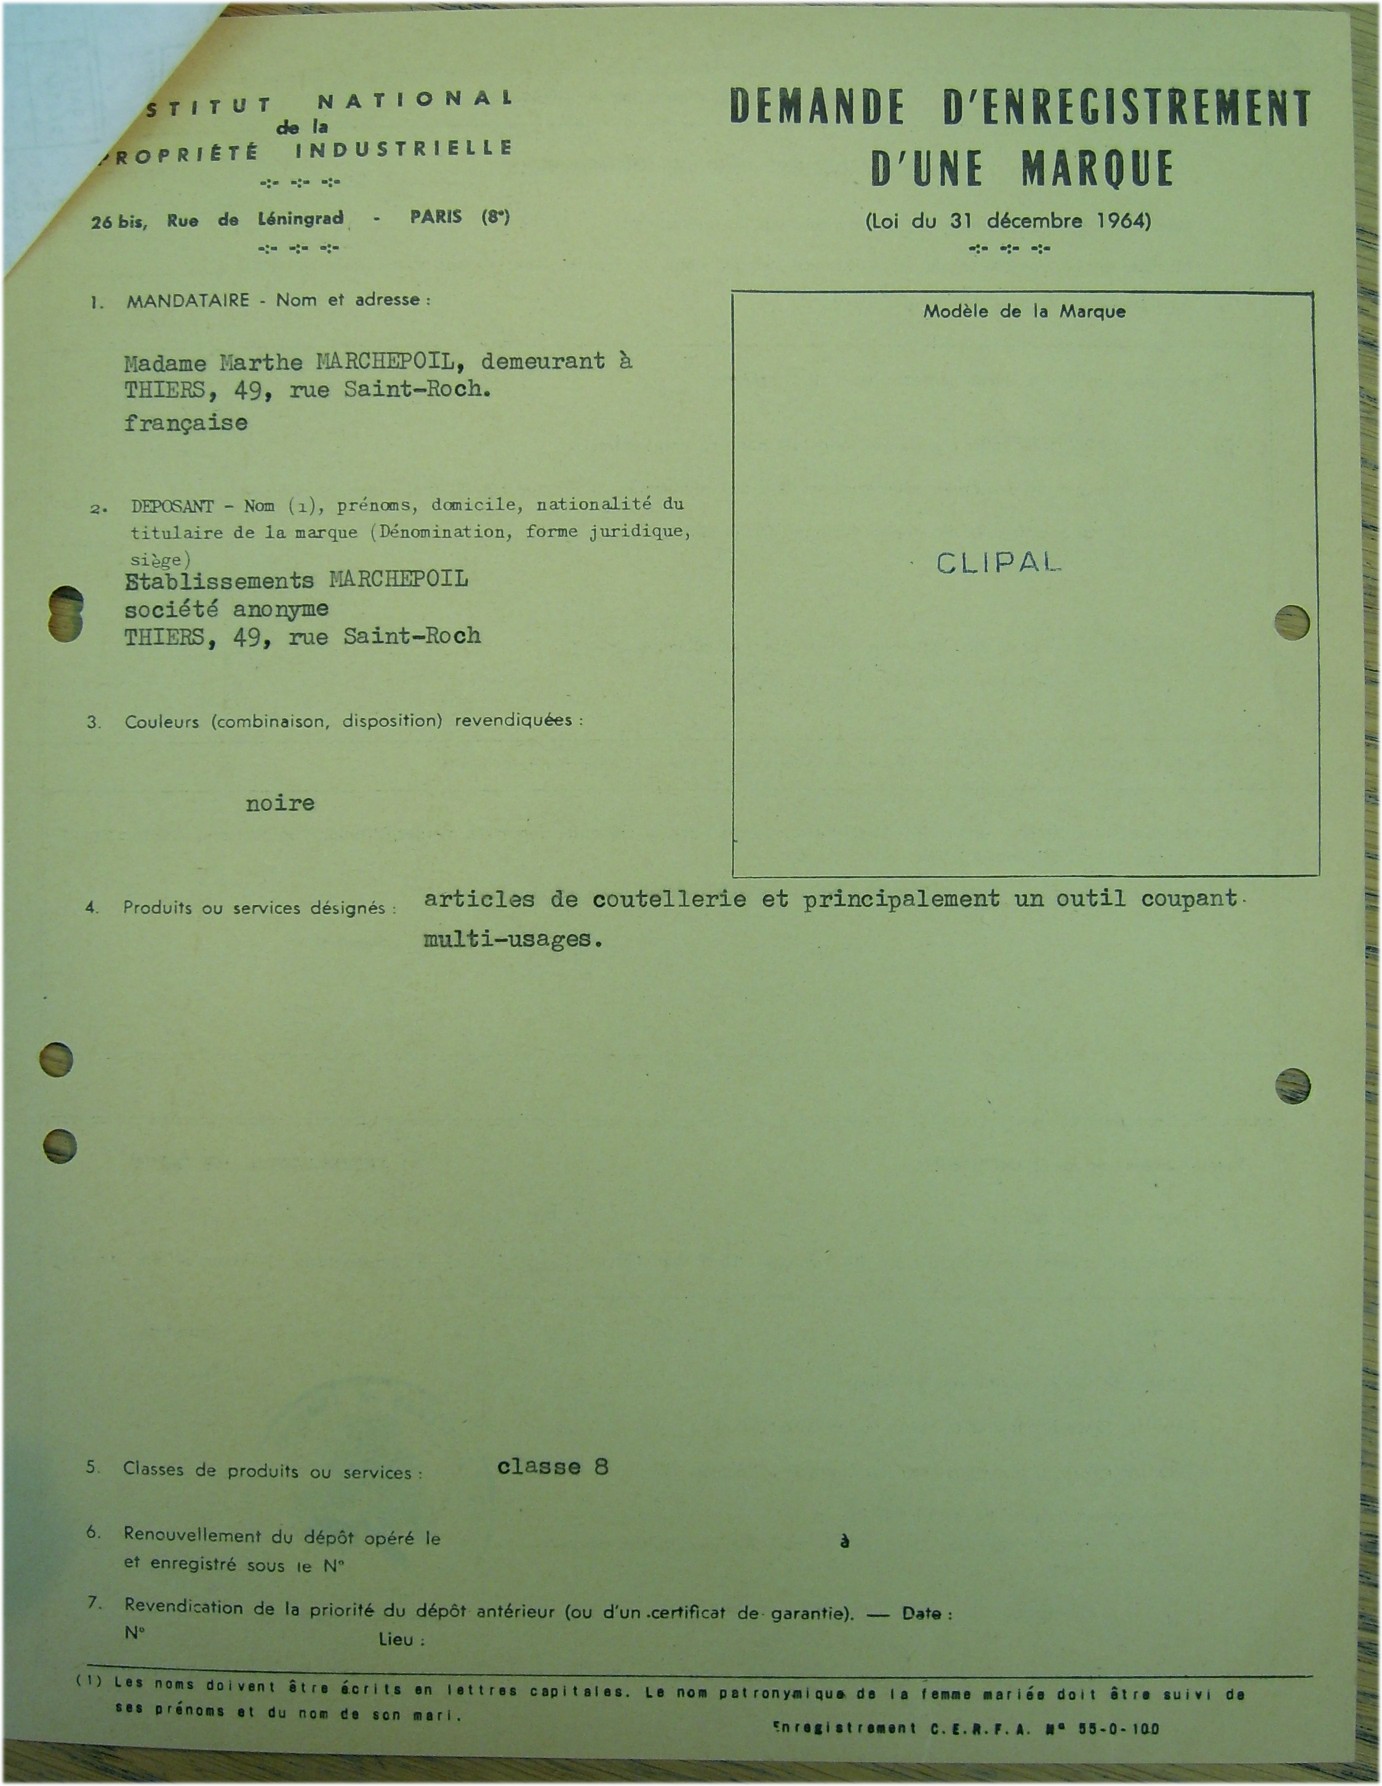 STITUT NATIONAL
de la
PROPRIÉTÉ INDUSTRIELLE
26 bis, Rue de Léningrad - PARIS (8ᵉ)
DEMANDE D'ENREGISTREMENT
D'UNE MARQUE
(Loi du 31 décembre 1964)
1. MANDATAIRE - Nom et adresse :
Madame Marthe MARCHEPOIL, demeurant à
THIERS, 49, rue Saint-Roch.
française
2. DEPOSANT - Nom (1), prénoms, domicile, nationalité du
titulaire de la marque (Dénomination, forme juridique,
siège)
Etablissements MARCHEPOIL
société anonyme
THIERS, 49, rue Saint-Roch
3. Couleurs (combinaison, disposition) revendiquées :
noire
Modèle de la Marque
CLIPAL
4. Produits ou services désignés : articles de coutellerie et principalement un outil coupant
multi-usages.
5. Classes de produits ou services : classe 8
6. Renouvellement du dépôt opéré le à
et enregistré sous le N°
7. Revendication de la priorité du dépôt antérieur (ou d'un certificat de garantie). — Date :
N° Lieu :
(1) Les noms doivent être écrits en lettres capitales. Le nom patronymique de la femme mariée doit être suivi de
ses prénoms et du nom de son mari.
Enregistrement C.E.R.F.A. N° 55-0-100